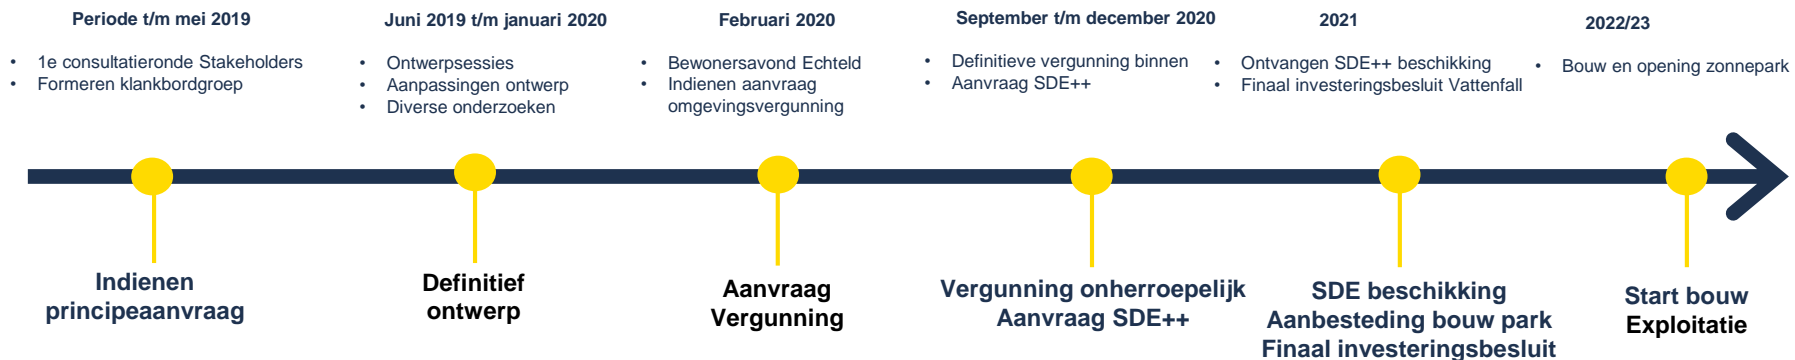 Periode t/m mei 2019
• 1e consultatieronde Stakeholders
• Formeren klankbordgroep
Juni 2019 t/m januari 2020
• Ontwerpsessies
• Aanpassingen ontwerp
• Diverse onderzoeken
Februari 2020
• Bewonersavond Echteld
• Indienen aanvraag
omgevingsvergunning
September t/m december 2020
• Definitieve vergunning binnen
• Aanvraag SDE++
2021
• Ontvangen SDE++ beschikking
• Finaal investeringsbesluit Vattenfall
2022/23
• Bouw en opening zonnepark
Indienen
principeaanvraag
Definitief
ontwerp
Aanvraag
Vergunning
Vergunning onherroepelijk
Aanvraag SDE++
SDE beschikking
Aanbesteding bouw park
Finaal investeringsbesluit
Start bouw
Exploitatie